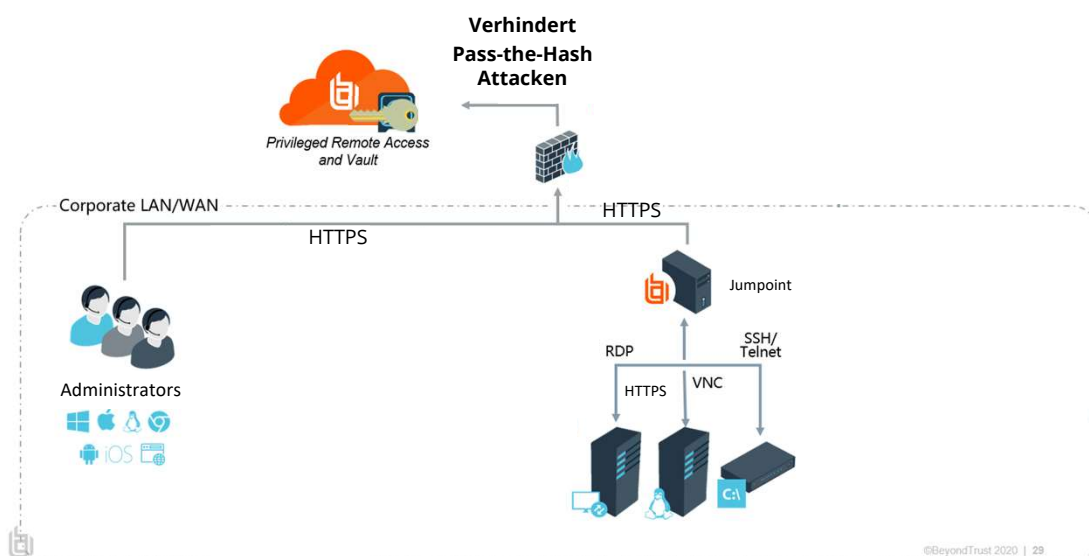 Verhindert
Pass-the-Hash
Attacken
Privileged Remote Access
and Vault
Corporate LAN/WAN
HTTPS
HTTPS
Jumpoint
Administrators
iOS
RDP
SSH/
Telnet
HTTPS
VNC
C:\
©BeyondTrust 2020 | 29